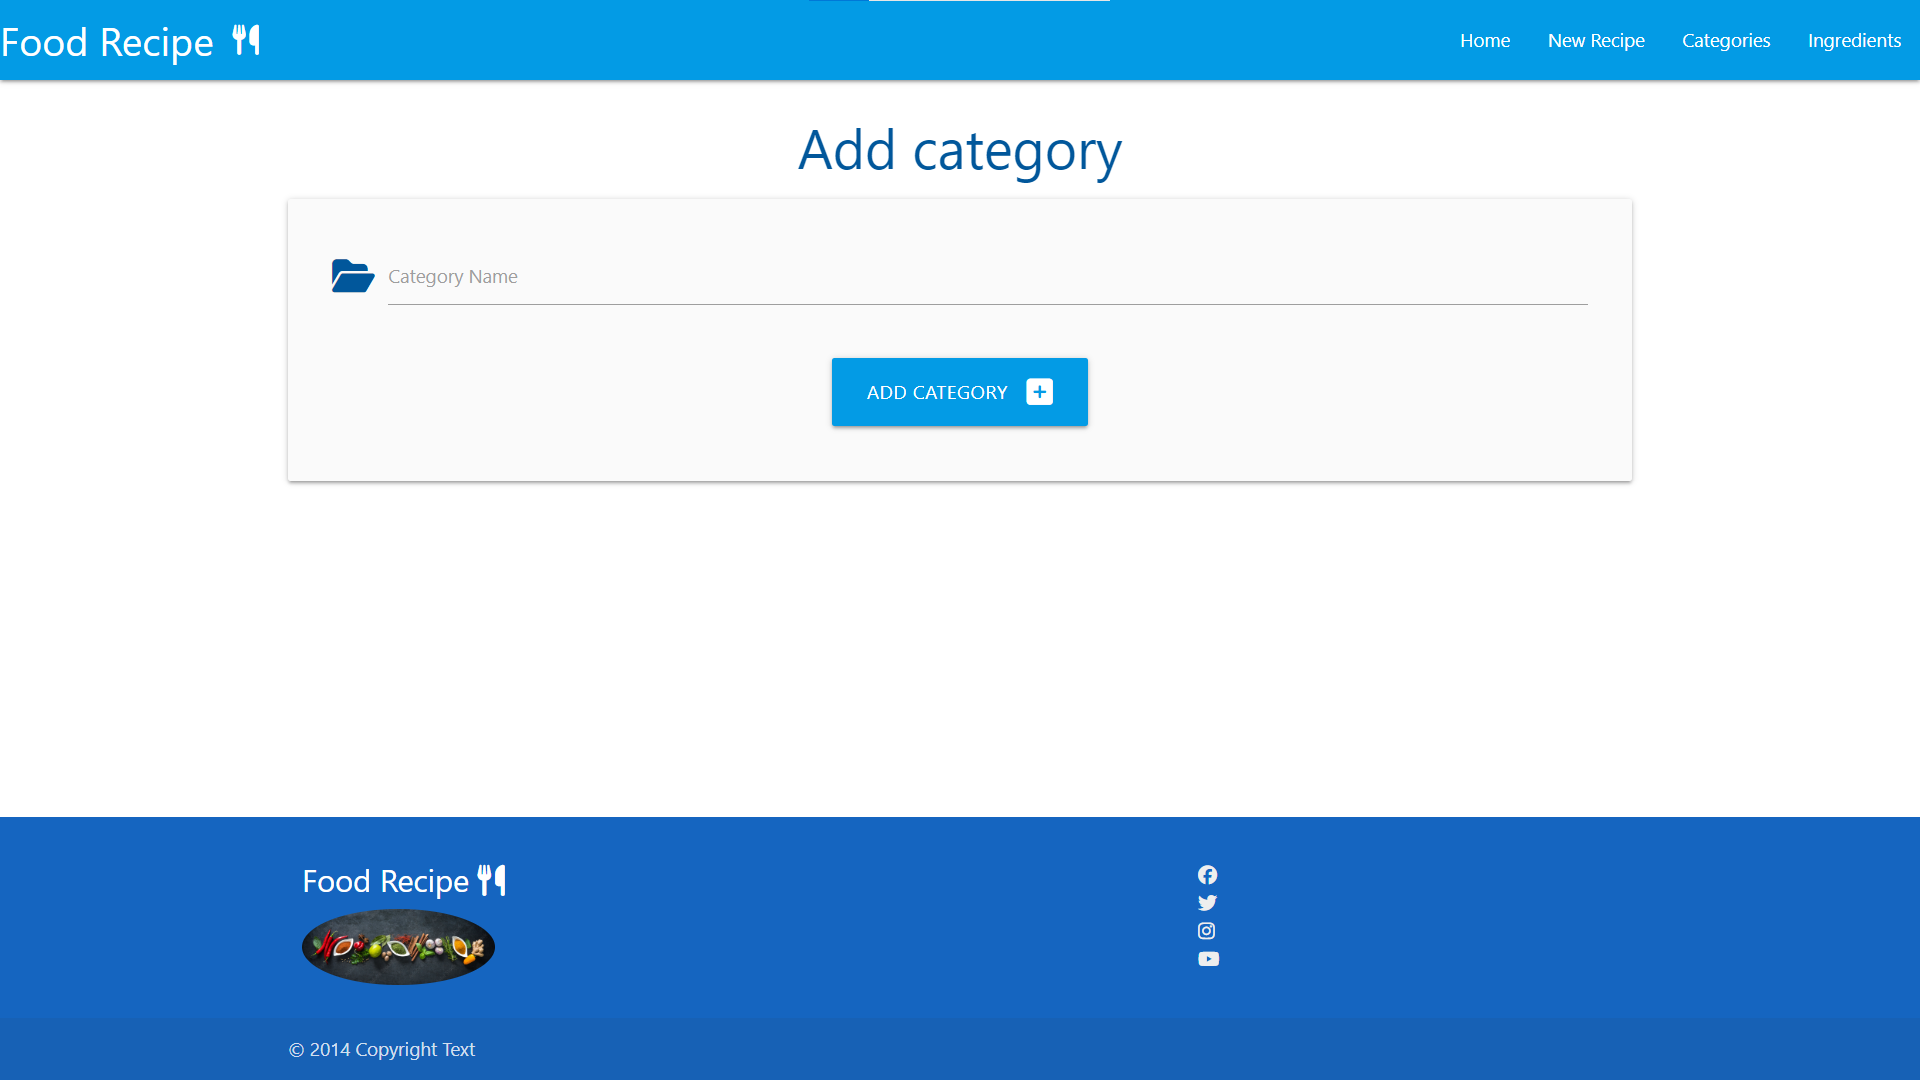 Food Recipe
Home New Recipe Categories Ingredients
Add category
Category Name
ADD CATEGORY
Food Recipe
© 2014 Copyright Text